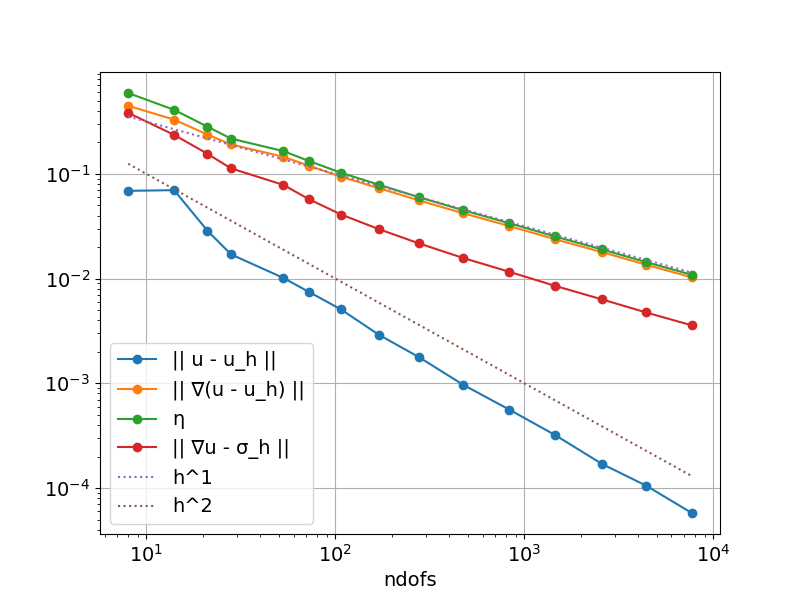 10^-1
10^-2
10^-3
10^-4
|| u - u_h ||
|| ∇(u - u_h) ||
η
|| ∇u - σ_h ||
h^1
h^2
10^1 10^2 10^3 10^4
ndofs